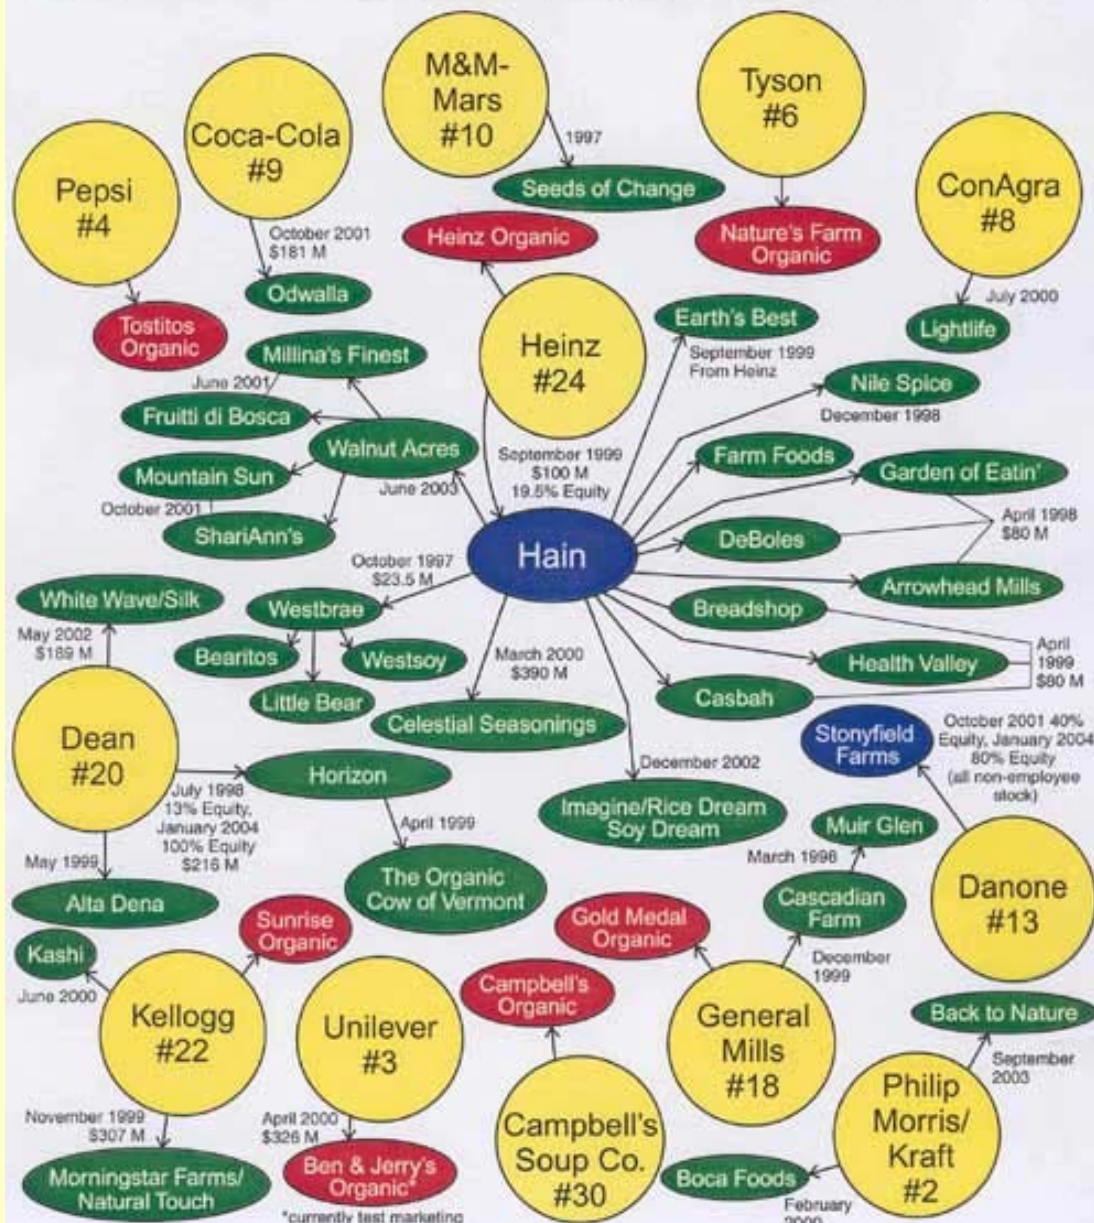 M&M-
Mars
#10
Tyson
#6
Coca-Cola
#9
1997
Pepsi
#4
Seeds of Change
ConAgra
#8
October 2001
$181 M
Heinz Organic
Nature's Farm
Organic
Odwalla
July 2000
Tostitos
Organic
Earth's Best
Lightlife
Millina's Finest
Heinz
#24
September 1999
From Heinz
June 2001
Nile Spice
Fruitti di Bosca
December 1998
Walnut Acres
September 1999
$100 M
19.5% Equity
Farm Foods
Garden of Eatin'
Mountain Sun
June 2003
October 2001
April 1998
$80 M
ShariAnn's
Hain
DeBoles
October 1997
$23.5 M
Arrowhead Mills
White Wave/Silk
Westbrae
Breadshop
May 2002
$189 M
Bearitos
Westsoy
March 2000
$390 M
Health Valley
April
1999
$80 M
Little Bear
Casbah
Celestial Seasonings
Dean
#20
Stonyfield
Farms
October 2001 40%
Equity, January 2004
80% Equity
(all non-employee
stock)
Horizon
December 2002
July 1998
13% Equity,
January 2004
100% Equity
$216 M
Imagine/Rice Dream
Soy Dream
April 1999
Muir Glen
May 1999
March 1998
The Organic
Cow of Vermont
Alta Dena
Cascadian
Farm
Danone
#13
Sunrise
Organic
Gold Medal
Organic
Kashi
December
1999
June 2000
Campbell's
Organic
Kellogg
#22
Unilever
#3
General
Mills
#18
Back to Nature
September
2003
November 1999
$307 M
April 2000
$326 M
Campbell's
Soup Co.
#30
Philip
Morris/
Kraft
#2
Morningstar Farms/
Natural Touch
Ben & Jerry's
Organic*
Boca Foods
*currently test marketing
February